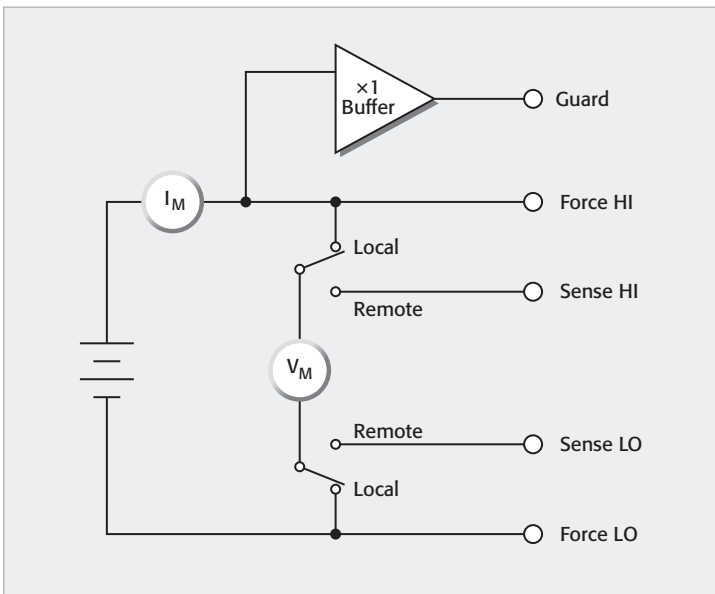 ×1
Buffer
Guard
I_M
Force HI
Local
Sense HI
Remote
V_M
Remote
Sense LO
Local
Force LO